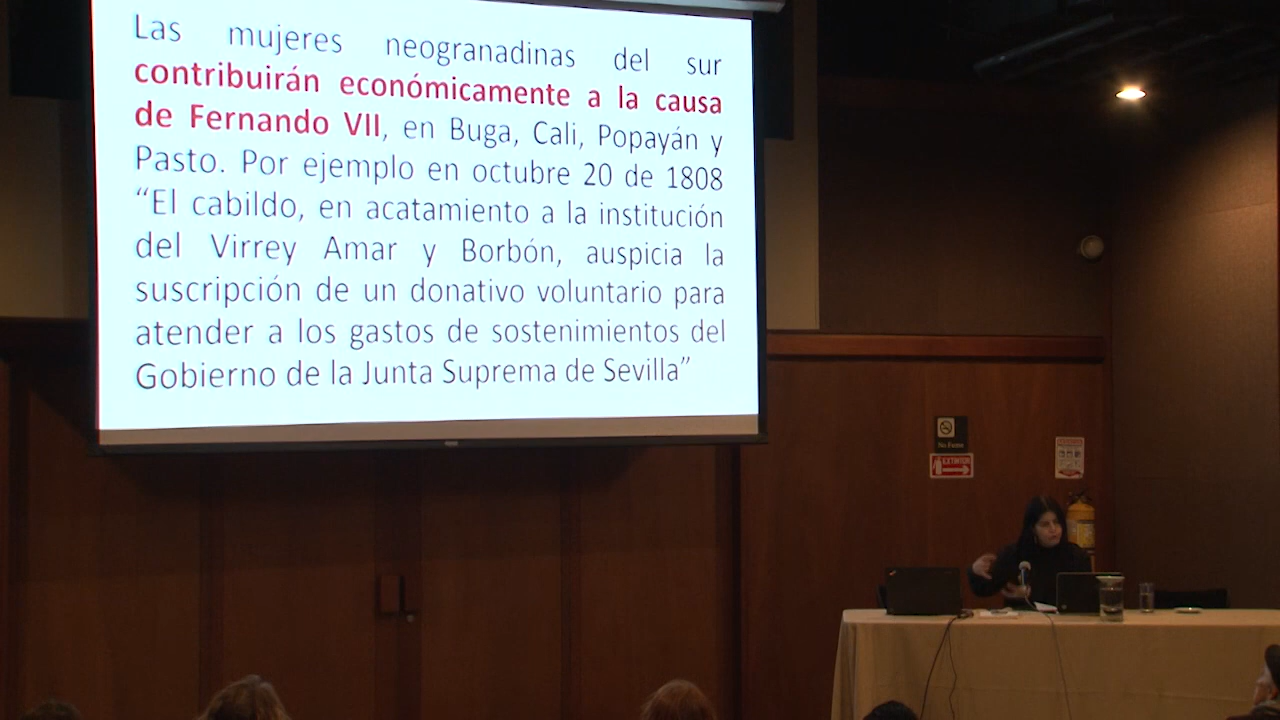 Las mujeres neogranadinas del sur
contribuirán económicamente a la causa
de Fernando VII, en Buga, Cali, Popayán y
Pasto. Por ejemplo en octubre 20 de 1808
“El cabildo, en acatamiento a la institución
del Virrey Amar y Borbón, auspicia la
suscripción de un donativo voluntario para
atender a los gastos de sostenimientos del
Gobierno de la Junta Suprema de Sevilla”
No Fume
EXTINTOR